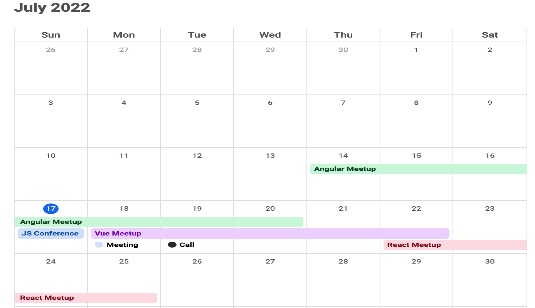 July 2022
Sun Mon Tue Wed Thu Fri Sat
26 27 28 29 30 1 2
3 4 5 6 7 8 9
10 11 12 13 14 15 16
Angular Meetup
17 18 19 20 21 22 23
Angular Meetup
JS Conference Vue Meetup
Meeting Call React Meetup
24 25 26 27 28 29 30
React Meetup